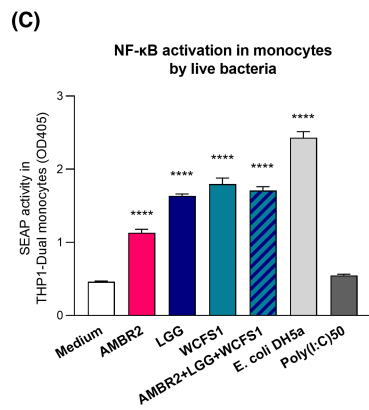 (C)
NF-κB activation in monocytes
by live bacteria
SEAP activity in
THP1-Dual monocytes (OD405)
3
2
1
0
****
****
****
****
****
Medium
AMBR2
LGG
WCFS1
AMBR2+LGG+WCFS1
E. coli DH5a
Poly(I:C)50